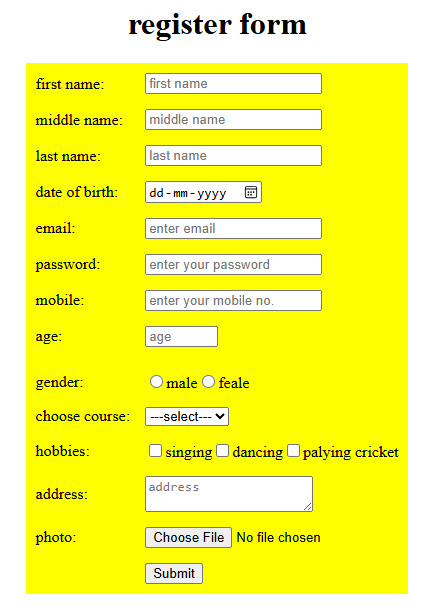 register form
first name: first name
middle name: middle name
last name: last name
date of birth: dd-mm-yyyy
email: enter email
password: enter your password
mobile: enter your mobile no.
age: age
gender: male feale
choose course: ---select---
hobbies: singing dancing palying cricket
address: address
photo: Choose File No file chosen
Submit